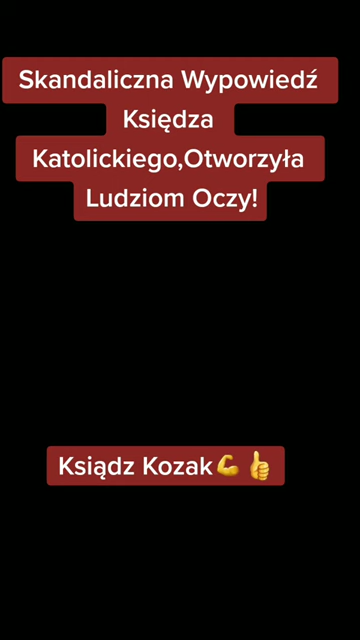 Skandaliczna Wypowiedź
Księdza
Katolickiego,Otworzyła
Ludziom Oczy!
Ksiądz Kozak💪👍